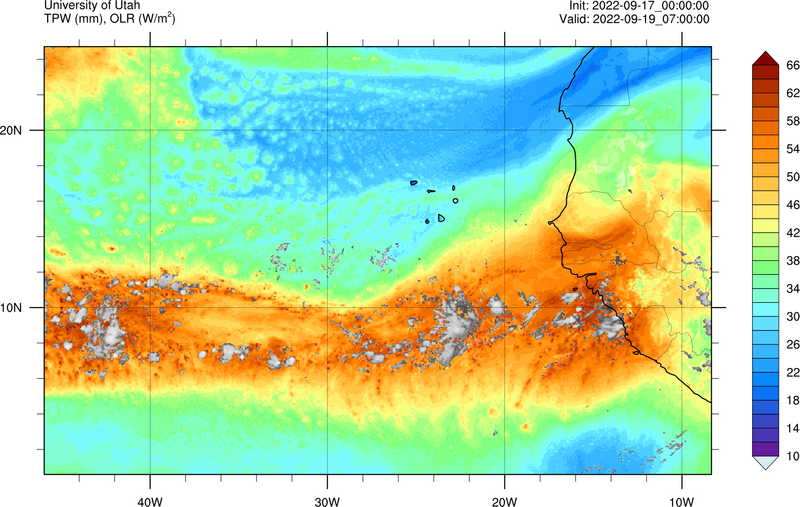 University of Utah
TPW (mm), OLR (W/m²)
Init: 2022-09-17_00:00:00
Valid: 2022-09-19_07:00:00
20N
10N
40W
30W
20W
10W
66
62
58
54
50
46
42
38
34
30
26
22
18
14
10